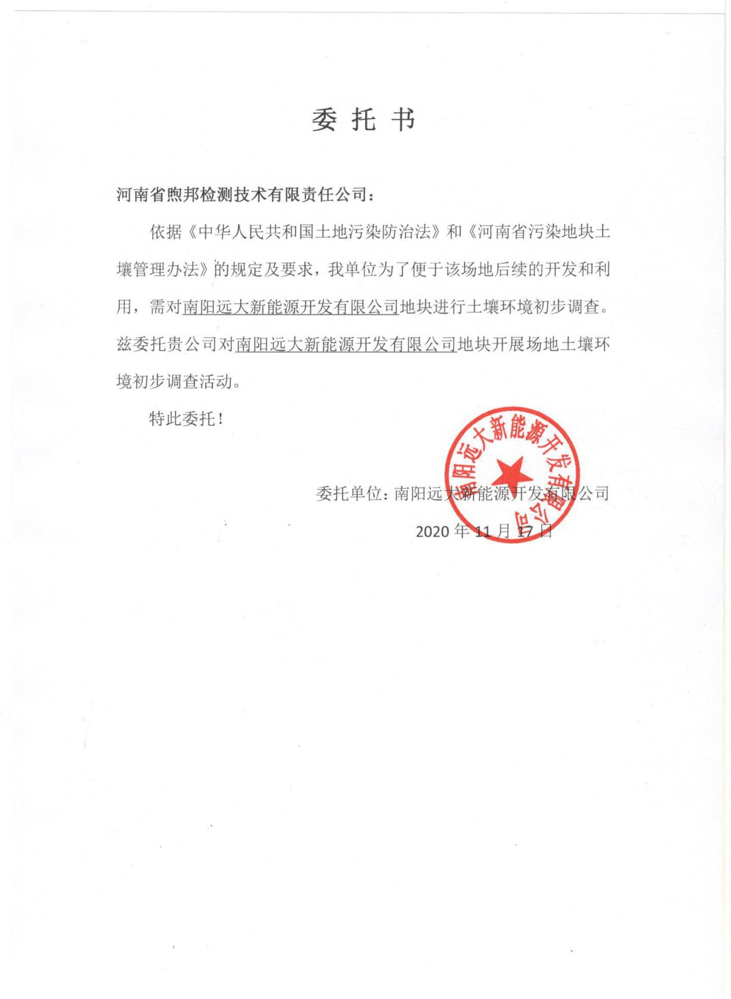 委托书
河南省煦邦检测技术有限责任公司：
依据《中华人民共和国土地污染防治法》和《河南省污染地块土
壤管理办法》的规定及要求，我单位为了便于该场地后续的开发和利
用，需对南阳远大新能源开发有限公司地块进行土壤环境初步调查。
兹委托贵公司对南阳远大新能源开发有限公司地块开展场地土壤环
境初步调查活动。
特此委托！
南阳远大新能源开发有限公司
委托单位：南阳远大新能源开发有限公司
2020 年 11 月 17 日